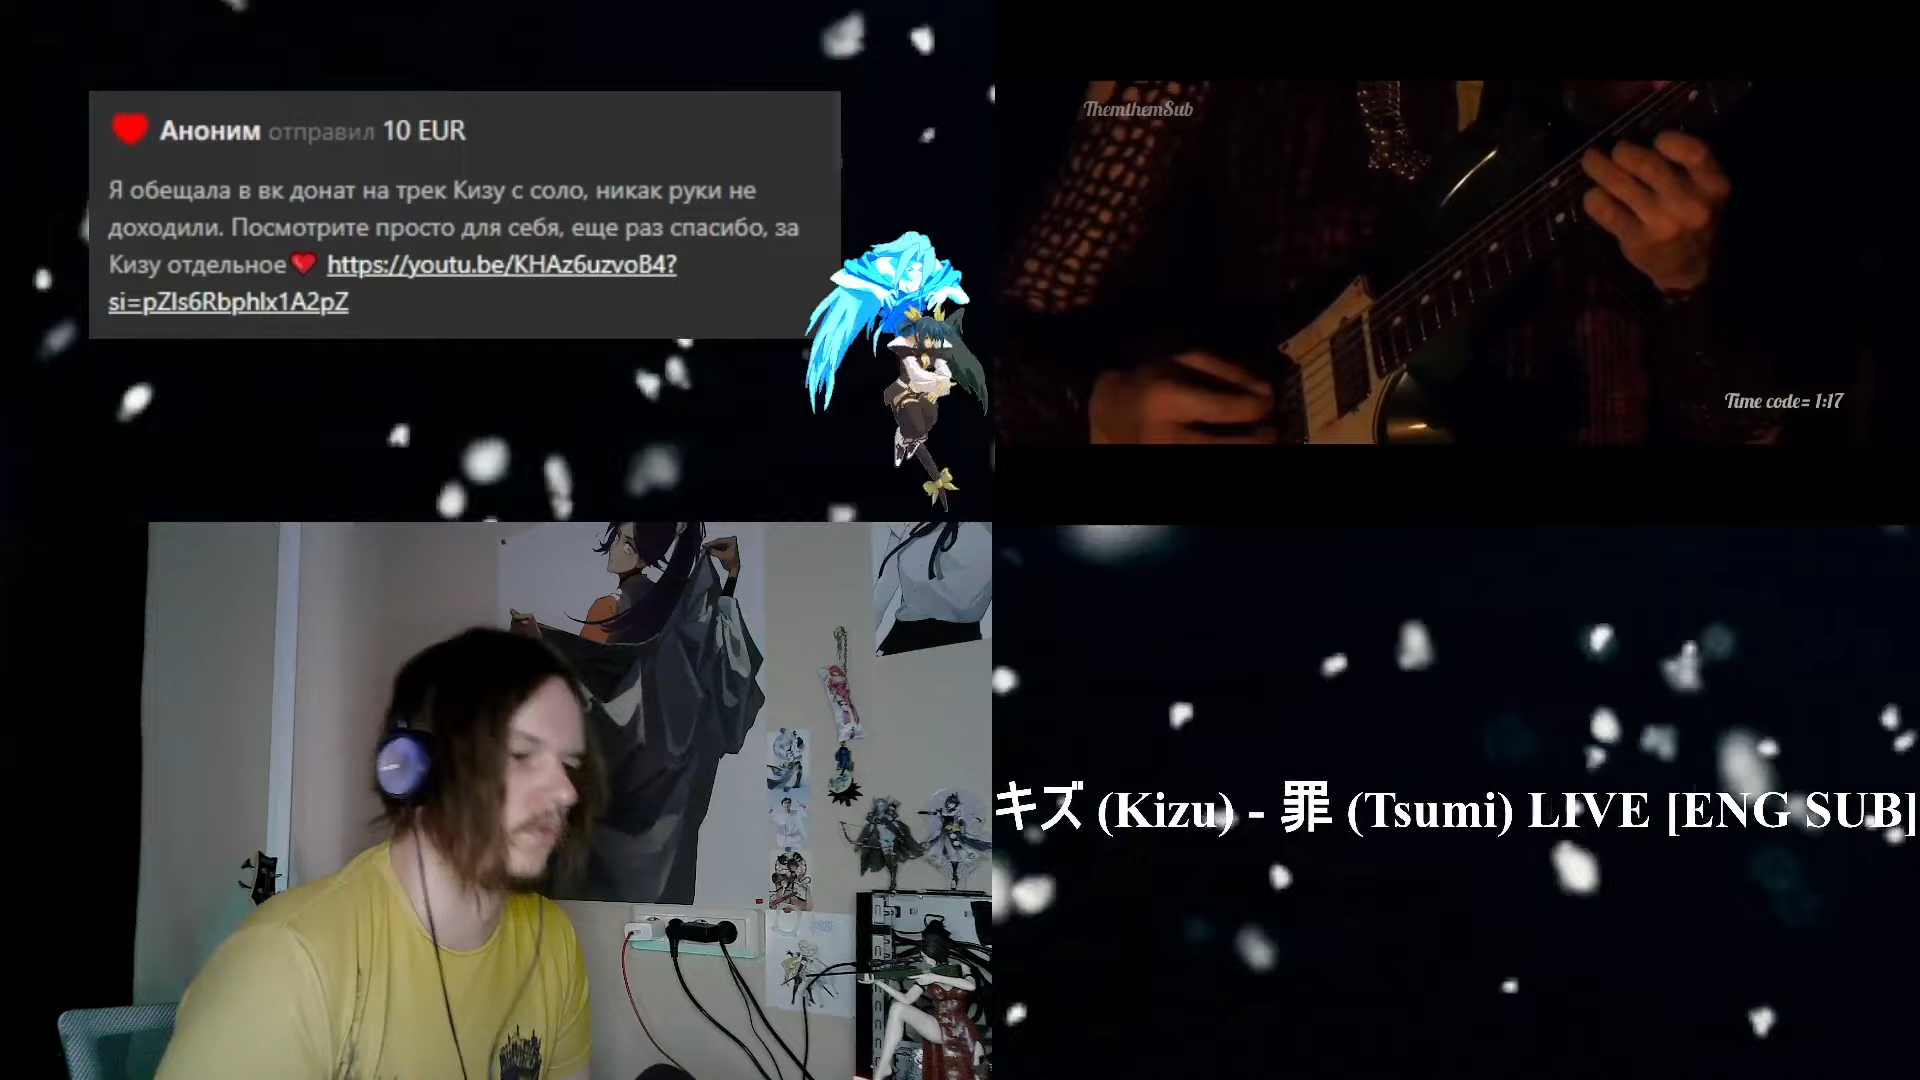 Аноним отправил 10 EUR
Я обещала в вк донат на трек Кизу с соло, никак руки не
доходили. Посмотрите просто для себя, еще раз спасибо, за
Кизу отдельное https://youtu.be/KHAz6uzvoB4?
si=pZIs6Rbphlx1A2pZ
ThemthemSub
Time code= 1:17
キズ (Kizu) - 罪 (Tsumi) LIVE [ENG SUB]